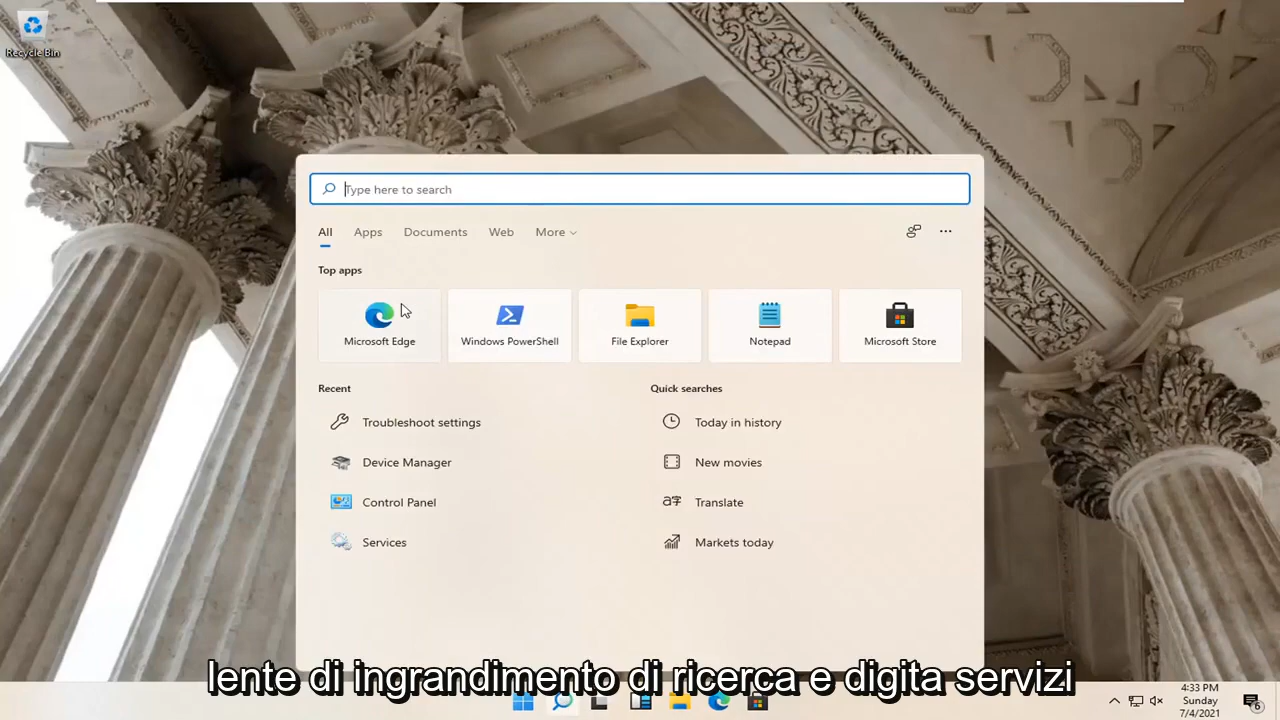 Recycle Bin
Type here to search
All Apps Documents Web More
Top apps
Microsoft Edge Windows PowerShell File Explorer Notepad Microsoft Store
Recent Quick searches
Troubleshoot settings Today in history
Device Manager New movies
Control Panel Translate
Services Markets today
lente di ingrandimento di ricerca e digita servizi
4:33 PM
Sunday
7/4/2021
6